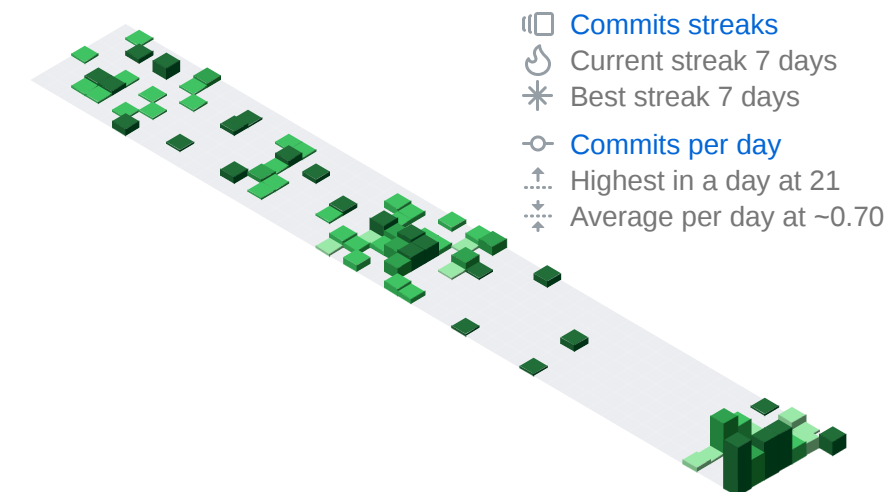 Commits streaks
Current streak 7 days
Best streak 7 days
Commits per day
Highest in a day at 21
Average per day at ~0.70